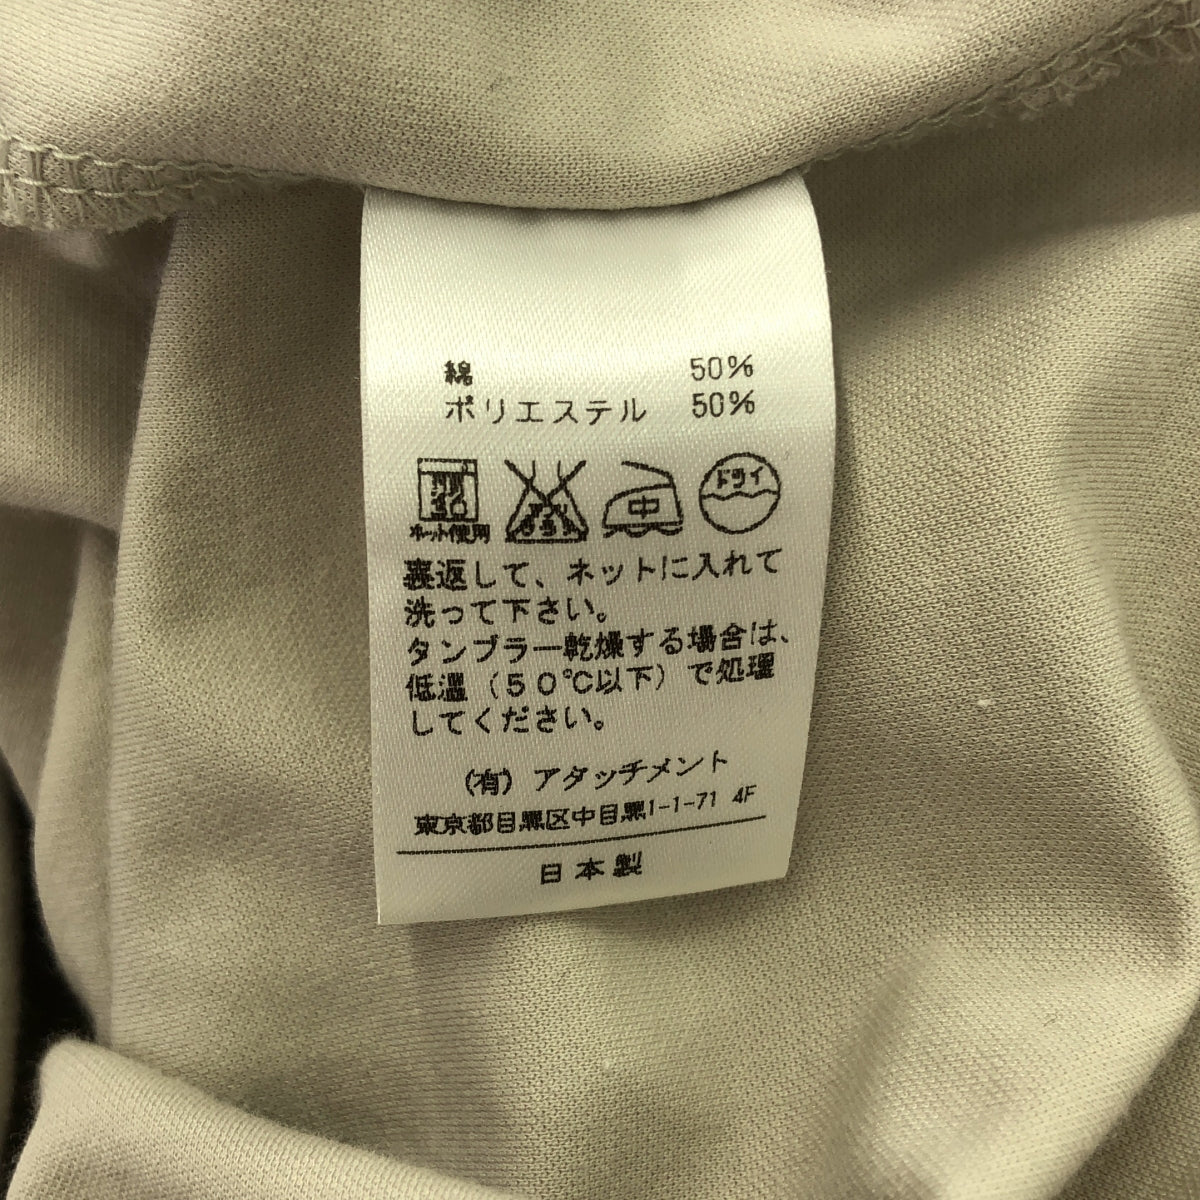 綿 50%
ポリエステル 50%
ネット使用
中
ドライ
裏返して、ネットに入れて
洗って下さい。
タンブラー乾燥する場合は、
低温(50℃以下)で処理
してください。
(有) アタッチメント
東京都目黒区中目黒1-1-71 4F
日本製